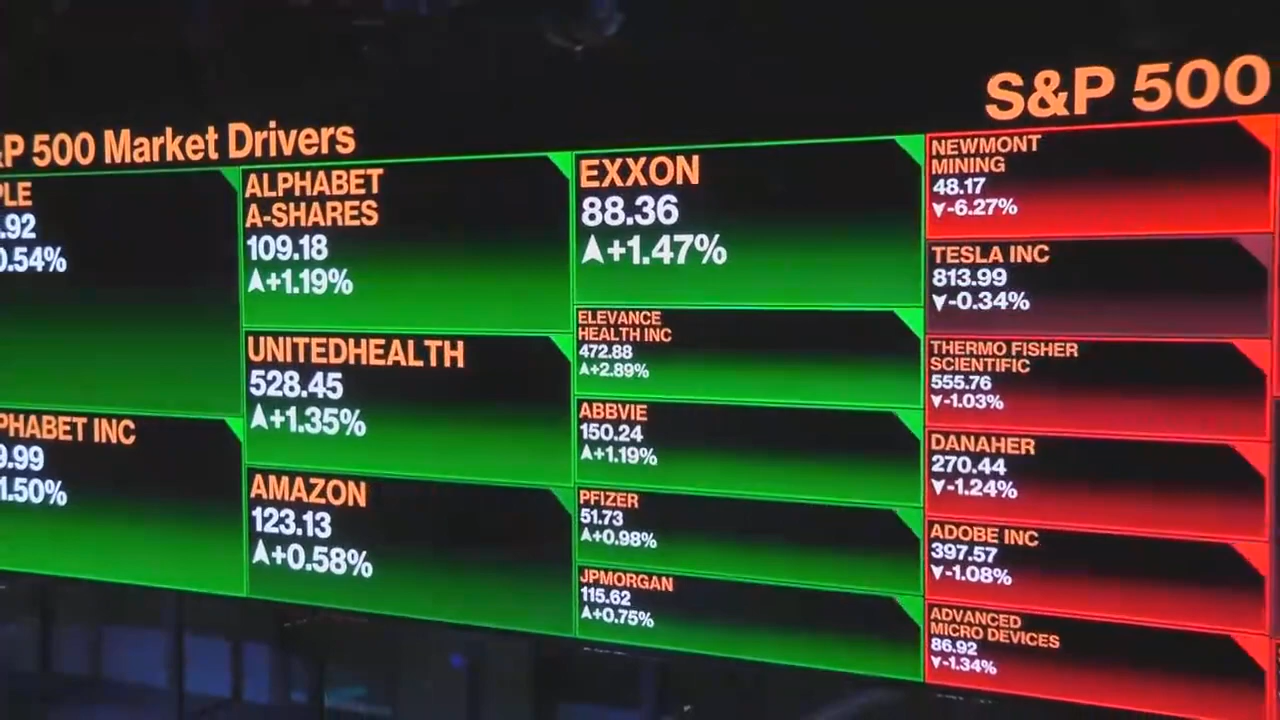 P 500 Market Drivers
S&P 500
PLE
.92
0.54%
PHABET INC
9.99
1.50%
ALPHABET
A-SHARES
109.18
▲+1.19%
UNITEDHEALTH
528.45
▲+1.35%
AMAZON
123.13
▲+0.58%
EXXON
88.36
▲+1.47%
ELEVANCE
HEALTH INC
472.88
▲+2.89%
ABBVIE
150.24
▲+1.19%
PFIZER
51.73
▲+0.98%
JPMORGAN
115.62
▲+0.75%
NEWMONT
MINING
48.17
▼-6.27%
TESLA INC
813.99
▼-0.34%
THERMO FISHER
SCIENTIFIC
555.76
▼-1.03%
DANAHER
270.44
▼-1.24%
ADOBE INC
397.57
▼-1.08%
ADVANCED
MICRO DEVICES
86.92
▼-1.34%